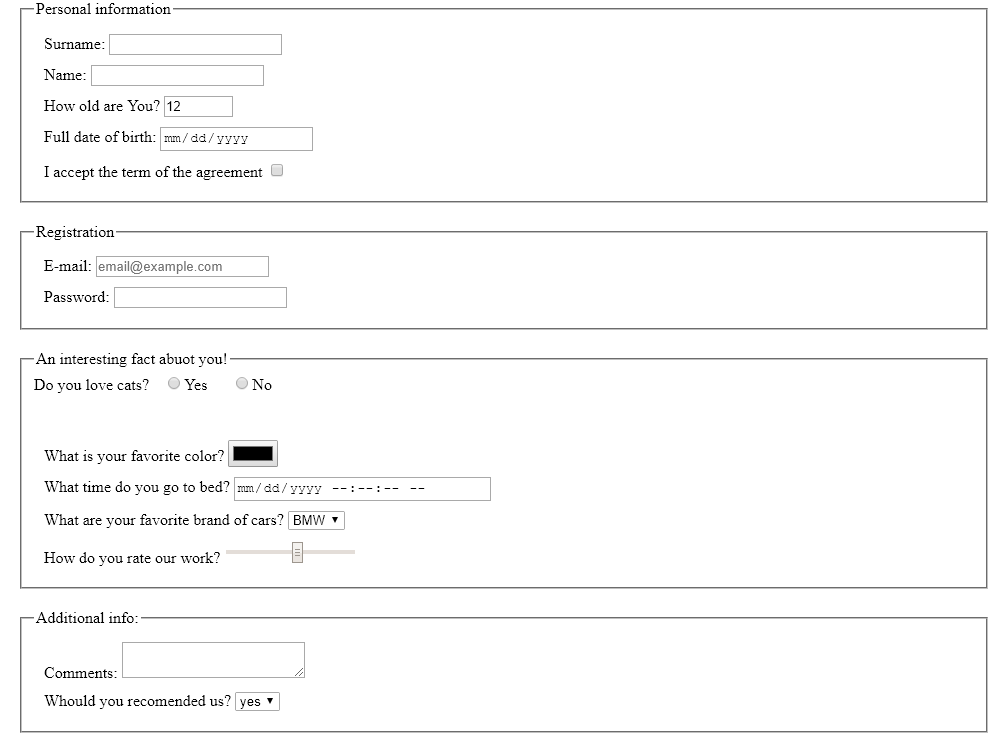 Personal information
Surname:
Name:
How old are You? 12
Full date of birth: mm/dd/yyyy
I accept the term of the agreement
Registration
E-mail: email@example.com
Password:
An interesting fact abuot you!
Do you love cats? Yes No
What is your favorite color?
What time do you go to bed? mm/dd/yyyy --:--:-- --
What are your favorite brand of cars? BMW
How do you rate our work?
Additional info:
Comments:
Whould you recomended us? yes